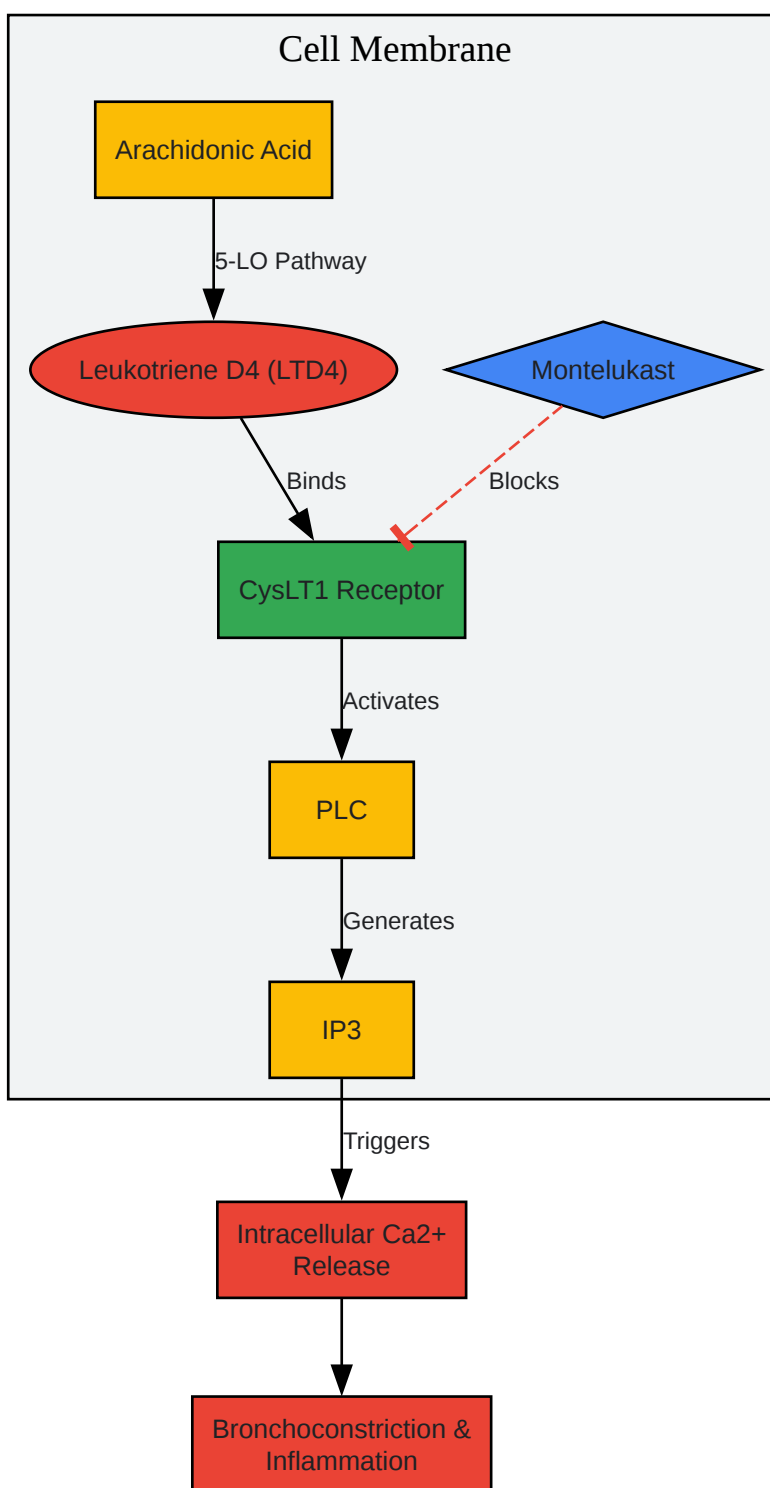 Cell Membrane
Arachidonic Acid
5-LO Pathway
Leukotriene D4 (LTD4)
Montelukast
Binds
Blocks
CysLT1 Receptor
Activates
PLC
Generates
IP3
Triggers
Intracellular Ca2+
Release
Bronchoconstriction &
Inflammation